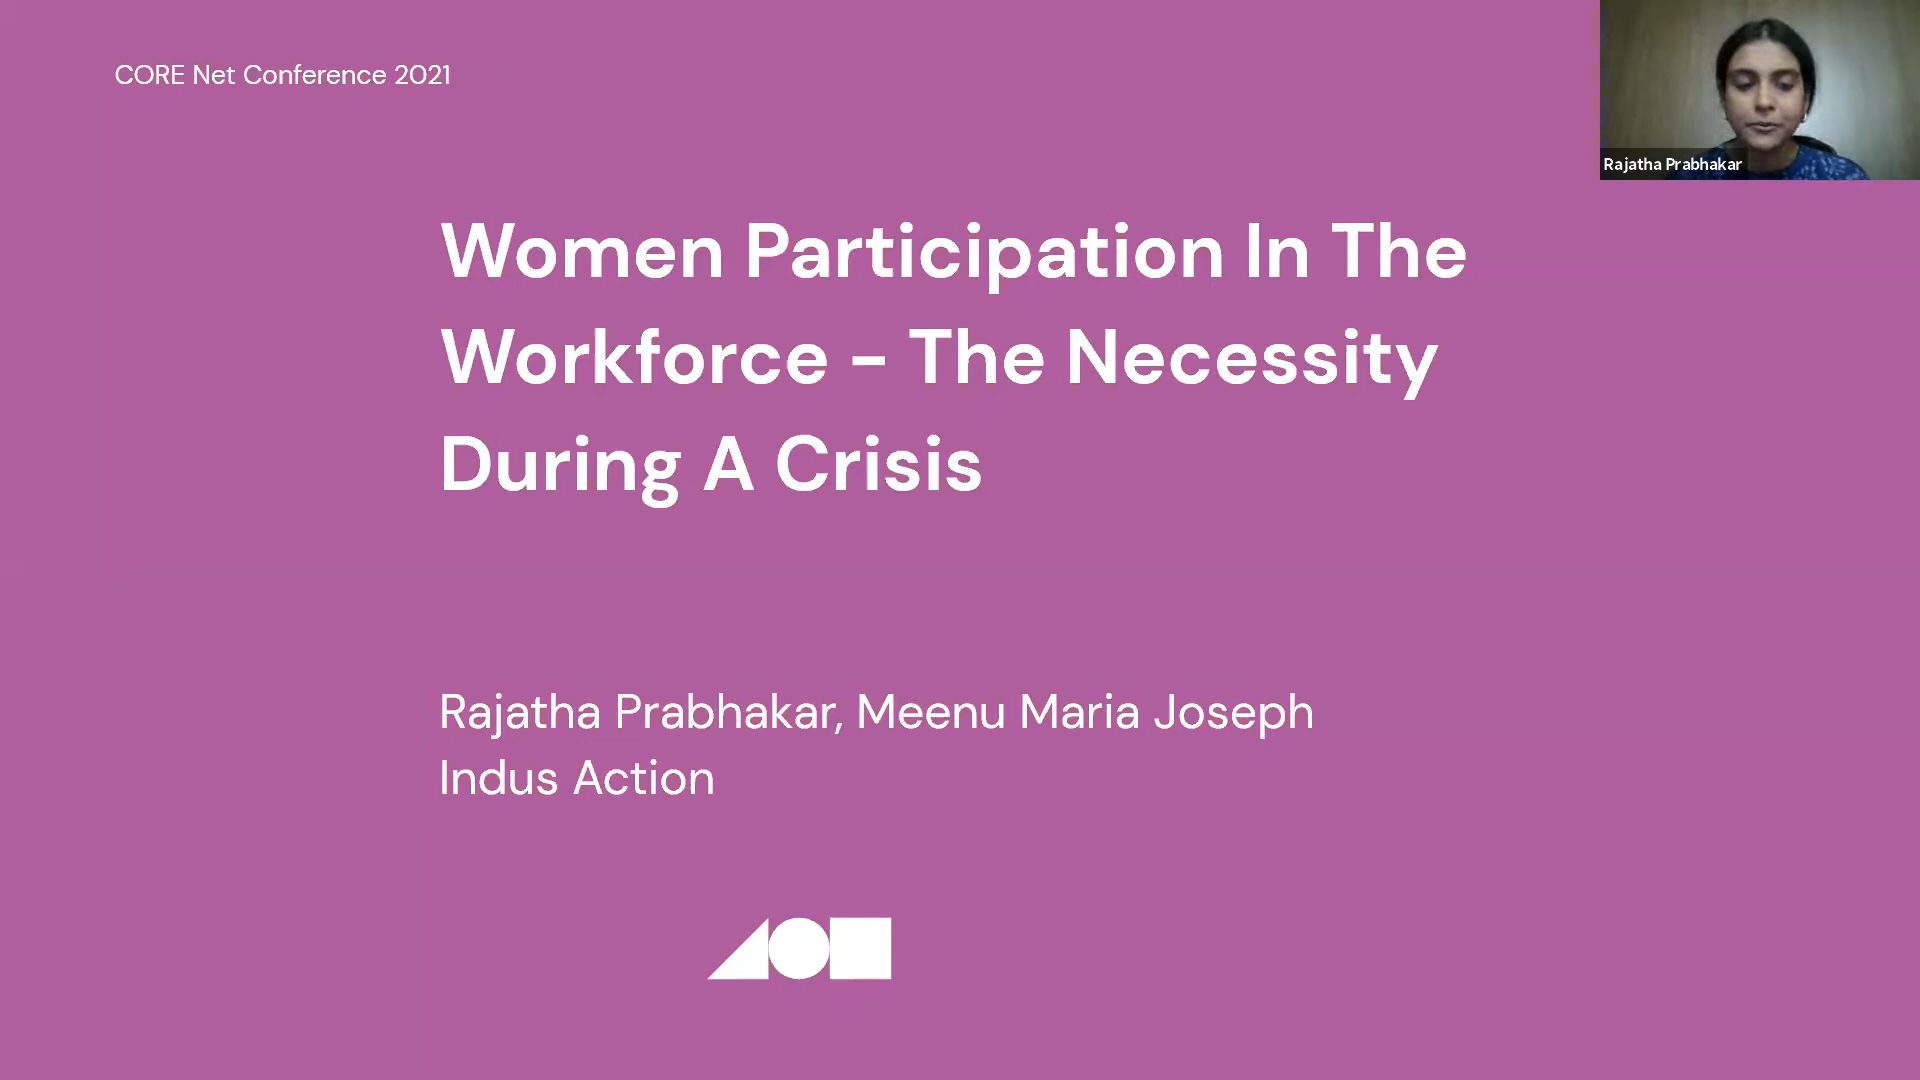 CORE Net Conference 2021
Rajatha Prabhakar
Women Participation In The
Workforce - The Necessity
During A Crisis
Rajatha Prabhakar, Meenu Maria Joseph
Indus Action